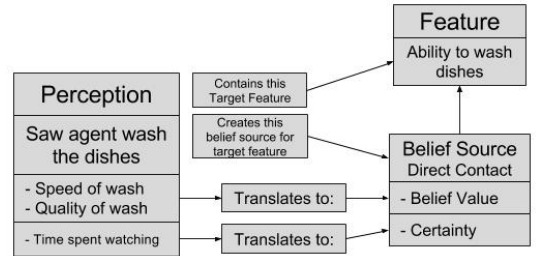 Feature
Ability to wash
dishes
Contains this
Target Feature
Perception
Saw agent wash
the dishes
Creates this
belief source for
target feature
Belief Source
Direct Contact
- Speed of wash
- Quality of wash
Translates to:
- Belief Value
- Time spent watching
Translates to:
- Certainty